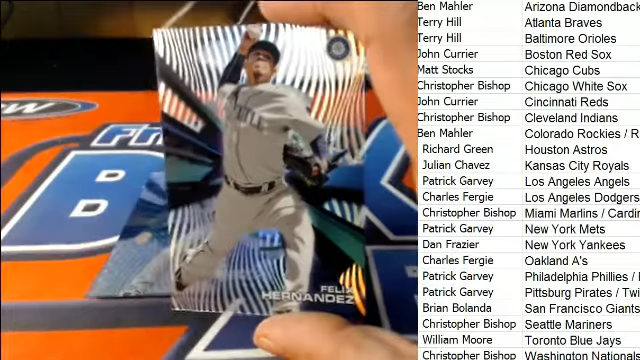 FELIX
HERNANDEZ
Ben Mahler Arizona Diamondback
Terry Hill Atlanta Braves
Terry Hill Baltimore Orioles
John Currier Boston Red Sox
Matt Stocks Chicago Cubs
Christopher Bishop Chicago White Sox
John Currier Cincinnati Reds
Christopher Bishop Cleveland Indians
Ben Mahler Colorado Rockies / R
Richard Green Houston Astros
Julian Chavez Kansas City Royals
Patrick Garvey Los Angeles Angels
Charles Fergie Los Angeles Dodgers
Christopher Bishop Miami Marlins / Cardin
Patrick Garvey New York Mets
Dan Frazier New York Yankees
Charles Fergie Oakland A's
Patrick Garvey Philadelphia Phillies /
Patrick Garvey Pittsburg Pirates / Twi
Brian Bolanda San Francisco Giants
Christopher Bishop Seattle Mariners
William Moore Toronto Blue Jays
Christopher Bishop Washington Nationals